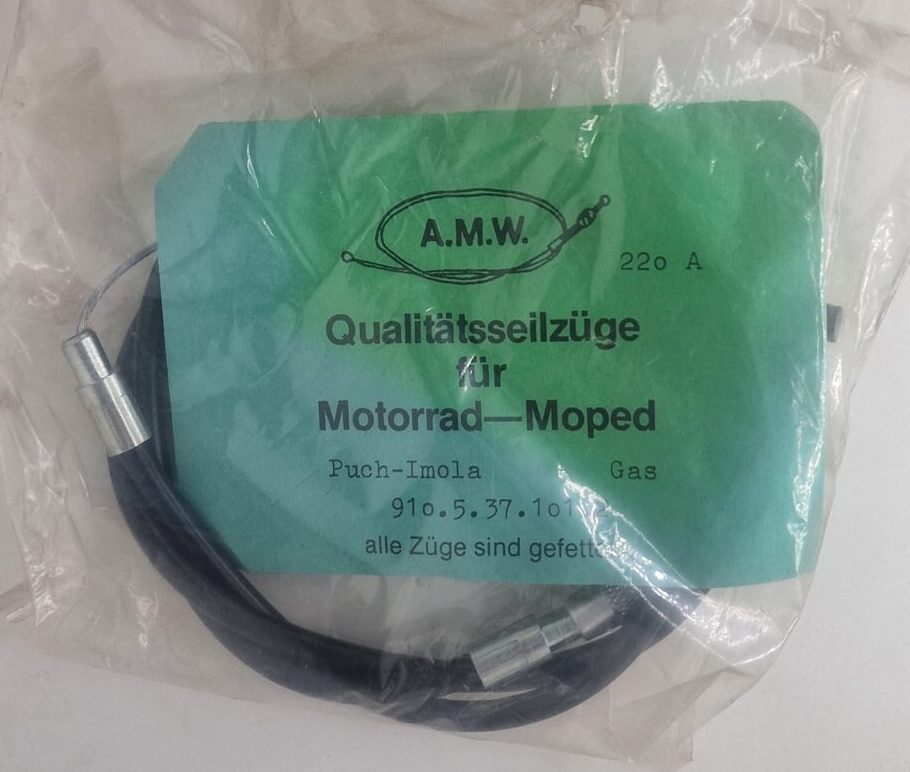 A.M.W.
22o A
Qualitätsseilzüge
für
Motorrad—Moped
Puch-Imola Gas
alle Züge sind